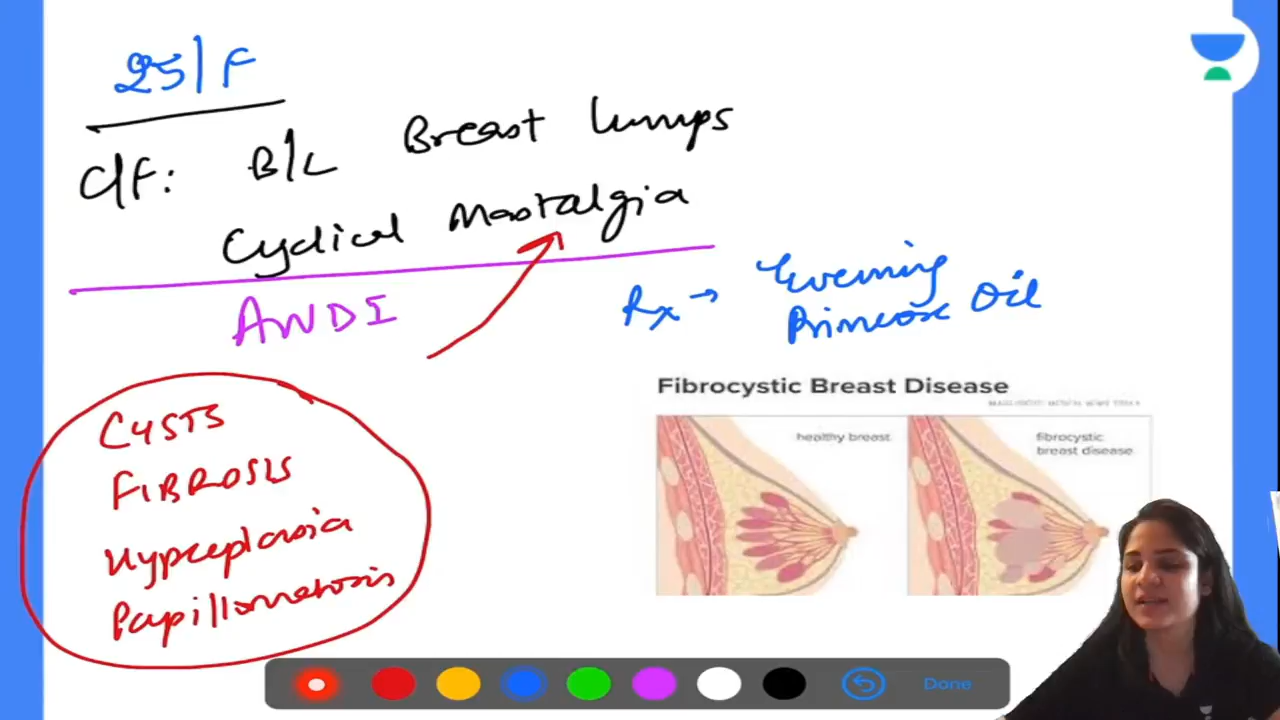 25/F
C/F: B/L Breast lumps
Cyclical Mastalgia
ANDI
Rx → Evening
Primrose Oil
CYSTS
FIBROSIS
Hyperplasia
Papillomatosis
Fibrocystic Breast Disease
healthy breast
fibrocystic
breast disease
Done